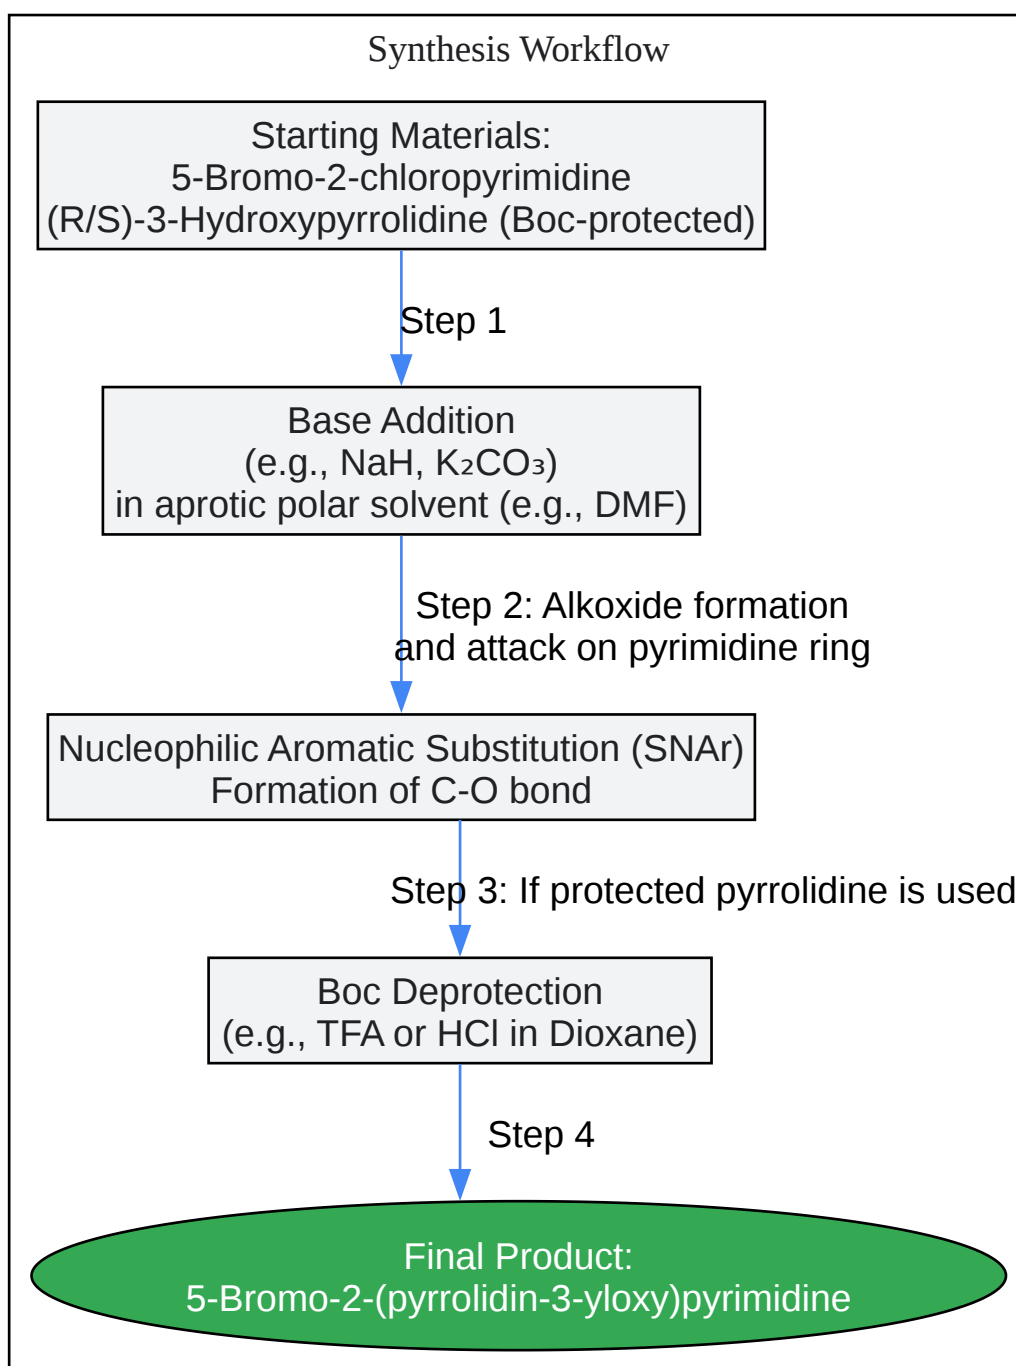 Synthesis Workflow
Starting Materials:
5-Bromo-2-chloropyrimidine
(R/S)-3-Hydroxypyrrolidine (Boc-protected)
Step 1
Base Addition
(e.g., NaH, K₂CO₃)
in aprotic polar solvent (e.g., DMF)
Step 2: Alkoxide formation
and attack on pyrimidine ring
Nucleophilic Aromatic Substitution (SNAr)
Formation of C-O bond
Step 3: If protected pyrrolidine is used
Boc Deprotection
(e.g., TFA or HCl in Dioxane)
Step 4
Final Product:
5-Bromo-2-(pyrrolidin-3-yloxy)pyrimidine